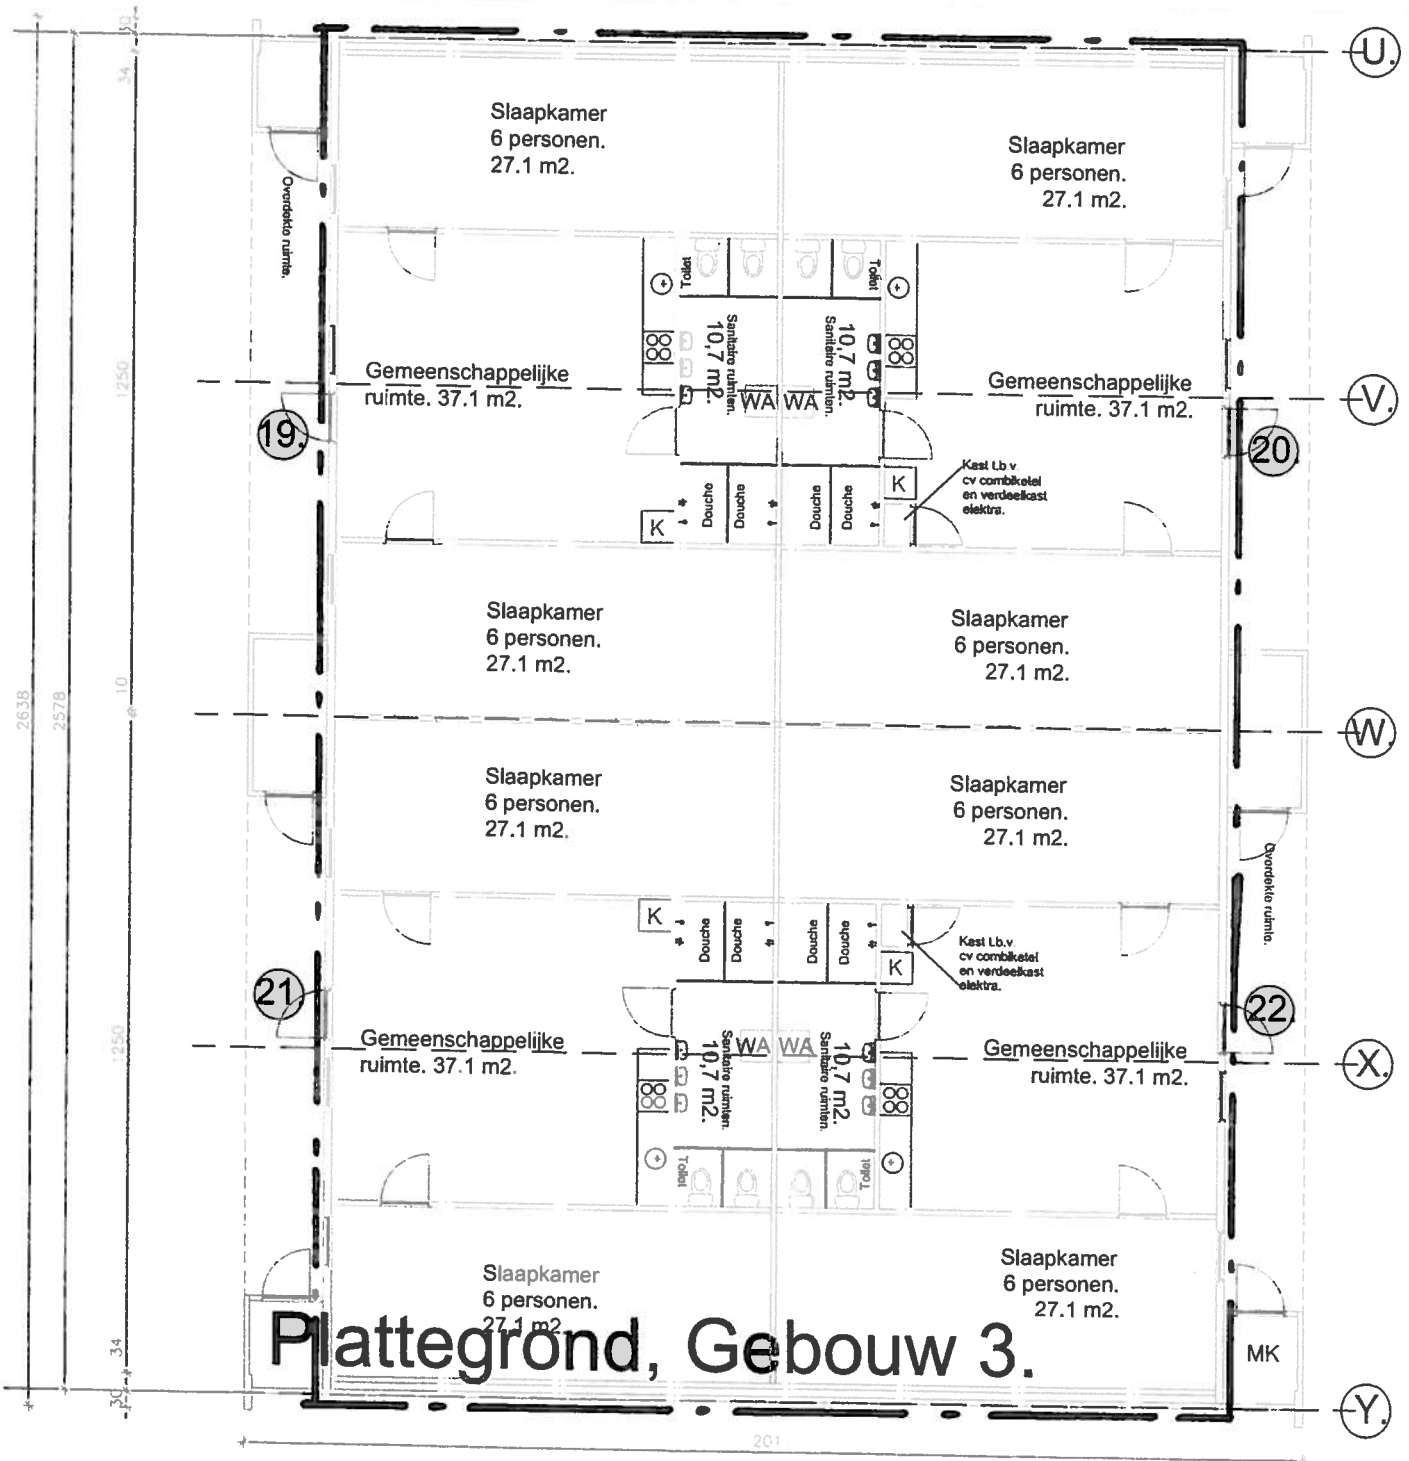 U.
30
34
Slaapkamer
6 personen.
27.1 m2.
Slaapkamer
6 personen.
27.1 m2.
Overdekte ruimte.
Toilet
Toilet
1250
Gemeenschappelijke
ruimte. 37.1 m2.
Sanitaire ruimten.
10,7 m2.
Sanitaire ruimten.
10,7 m2.
WA WA
Gemeenschappelijke
ruimte. 37.1 m2.
V.
19.
20.
K
Douche
Douche
Douche
Douche
K
Kast t.b.v.
cv combiketel
en verdeelkast
elektra.
Slaapkamer
6 personen.
27.1 m2.
Slaapkamer
6 personen.
27.1 m2.
2638
2578
10
W.
Slaapkamer
6 personen.
27.1 m2.
Slaapkamer
6 personen.
27.1 m2.
Overdekte ruimte.
K
Douche
Douche
Douche
Douche
K
Kast t.b.v.
cv combiketel
en verdeelkast
elektra.
21.
22.
1250
Gemeenschappelijke
ruimte. 37.1 m2.
Sanitaire ruimten.
10,7 m2.
WA WA
Sanitaire ruimten.
10,7 m2.
Gemeenschappelijke
ruimte. 37.1 m2.
X.
Toilet
Toilet
Slaapkamer
6 personen.
27.1 m2
Slaapkamer
6 personen.
27.1 m2.
34
30
Plattegrond, Gebouw 3.
MK
Y.
201